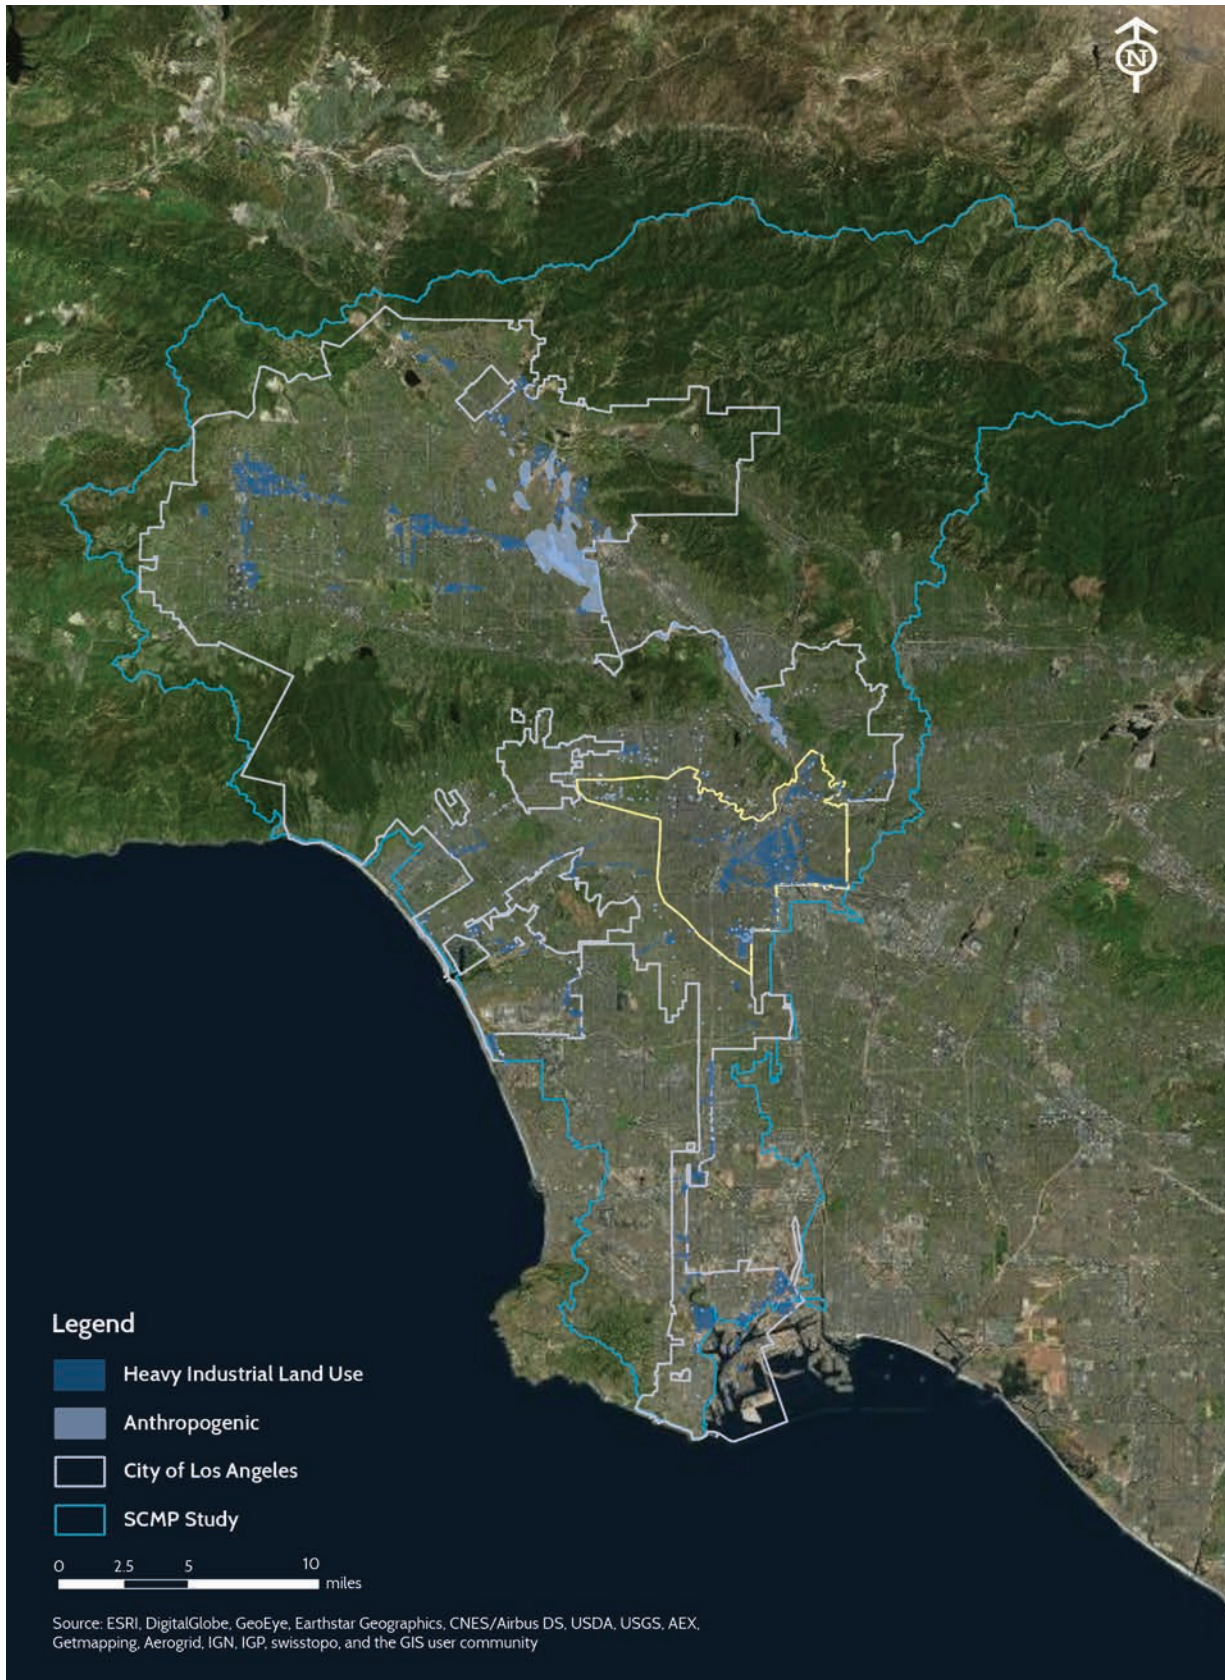 N
Legend
Heavy Industrial Land Use
Anthropogenic
City of Los Angeles
SCMP Study
0 2.5 5 10
miles
Source: ESRI, DigitalGlobe, GeoEye, Earthstar Geographics, CNES/Airbus DS, USDA, USGS, AEX,
Getmapping, Aerogrid, IGN, IGP, swisstopo, and the GIS user community